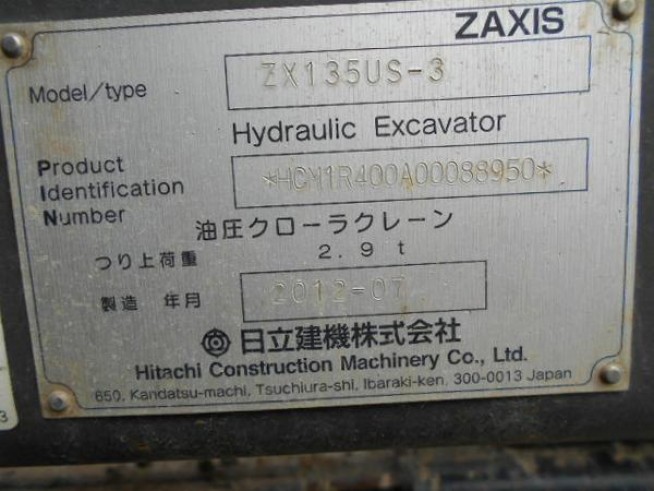 ZAXIS
Model/type ZX135US-3
Hydraulic Excavator
Product
Identification *HCM1R400A00088950*
Number
油圧クローラクレーン
つり上荷重 2.9 t
製造 年月 2012-07
日立建機株式会社
Hitachi Construction Machinery Co., Ltd.
650, Kandatsu-machi, Tsuchiura-shi, Ibaraki-ken, 300-0013 Japan
3